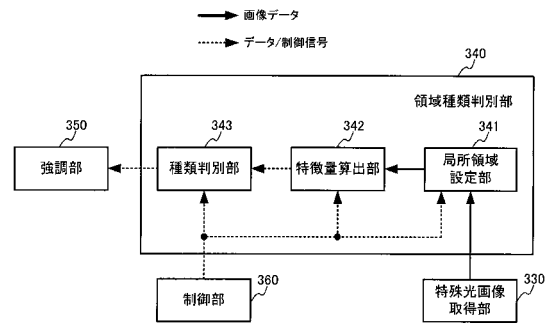 画像データ
データ/制御信号
340
領域種類判別部
350
343
342
341
強調部
種類判別部
特徴量算出部
局所領域
設定部
360
330
制御部
特殊光画像
取得部